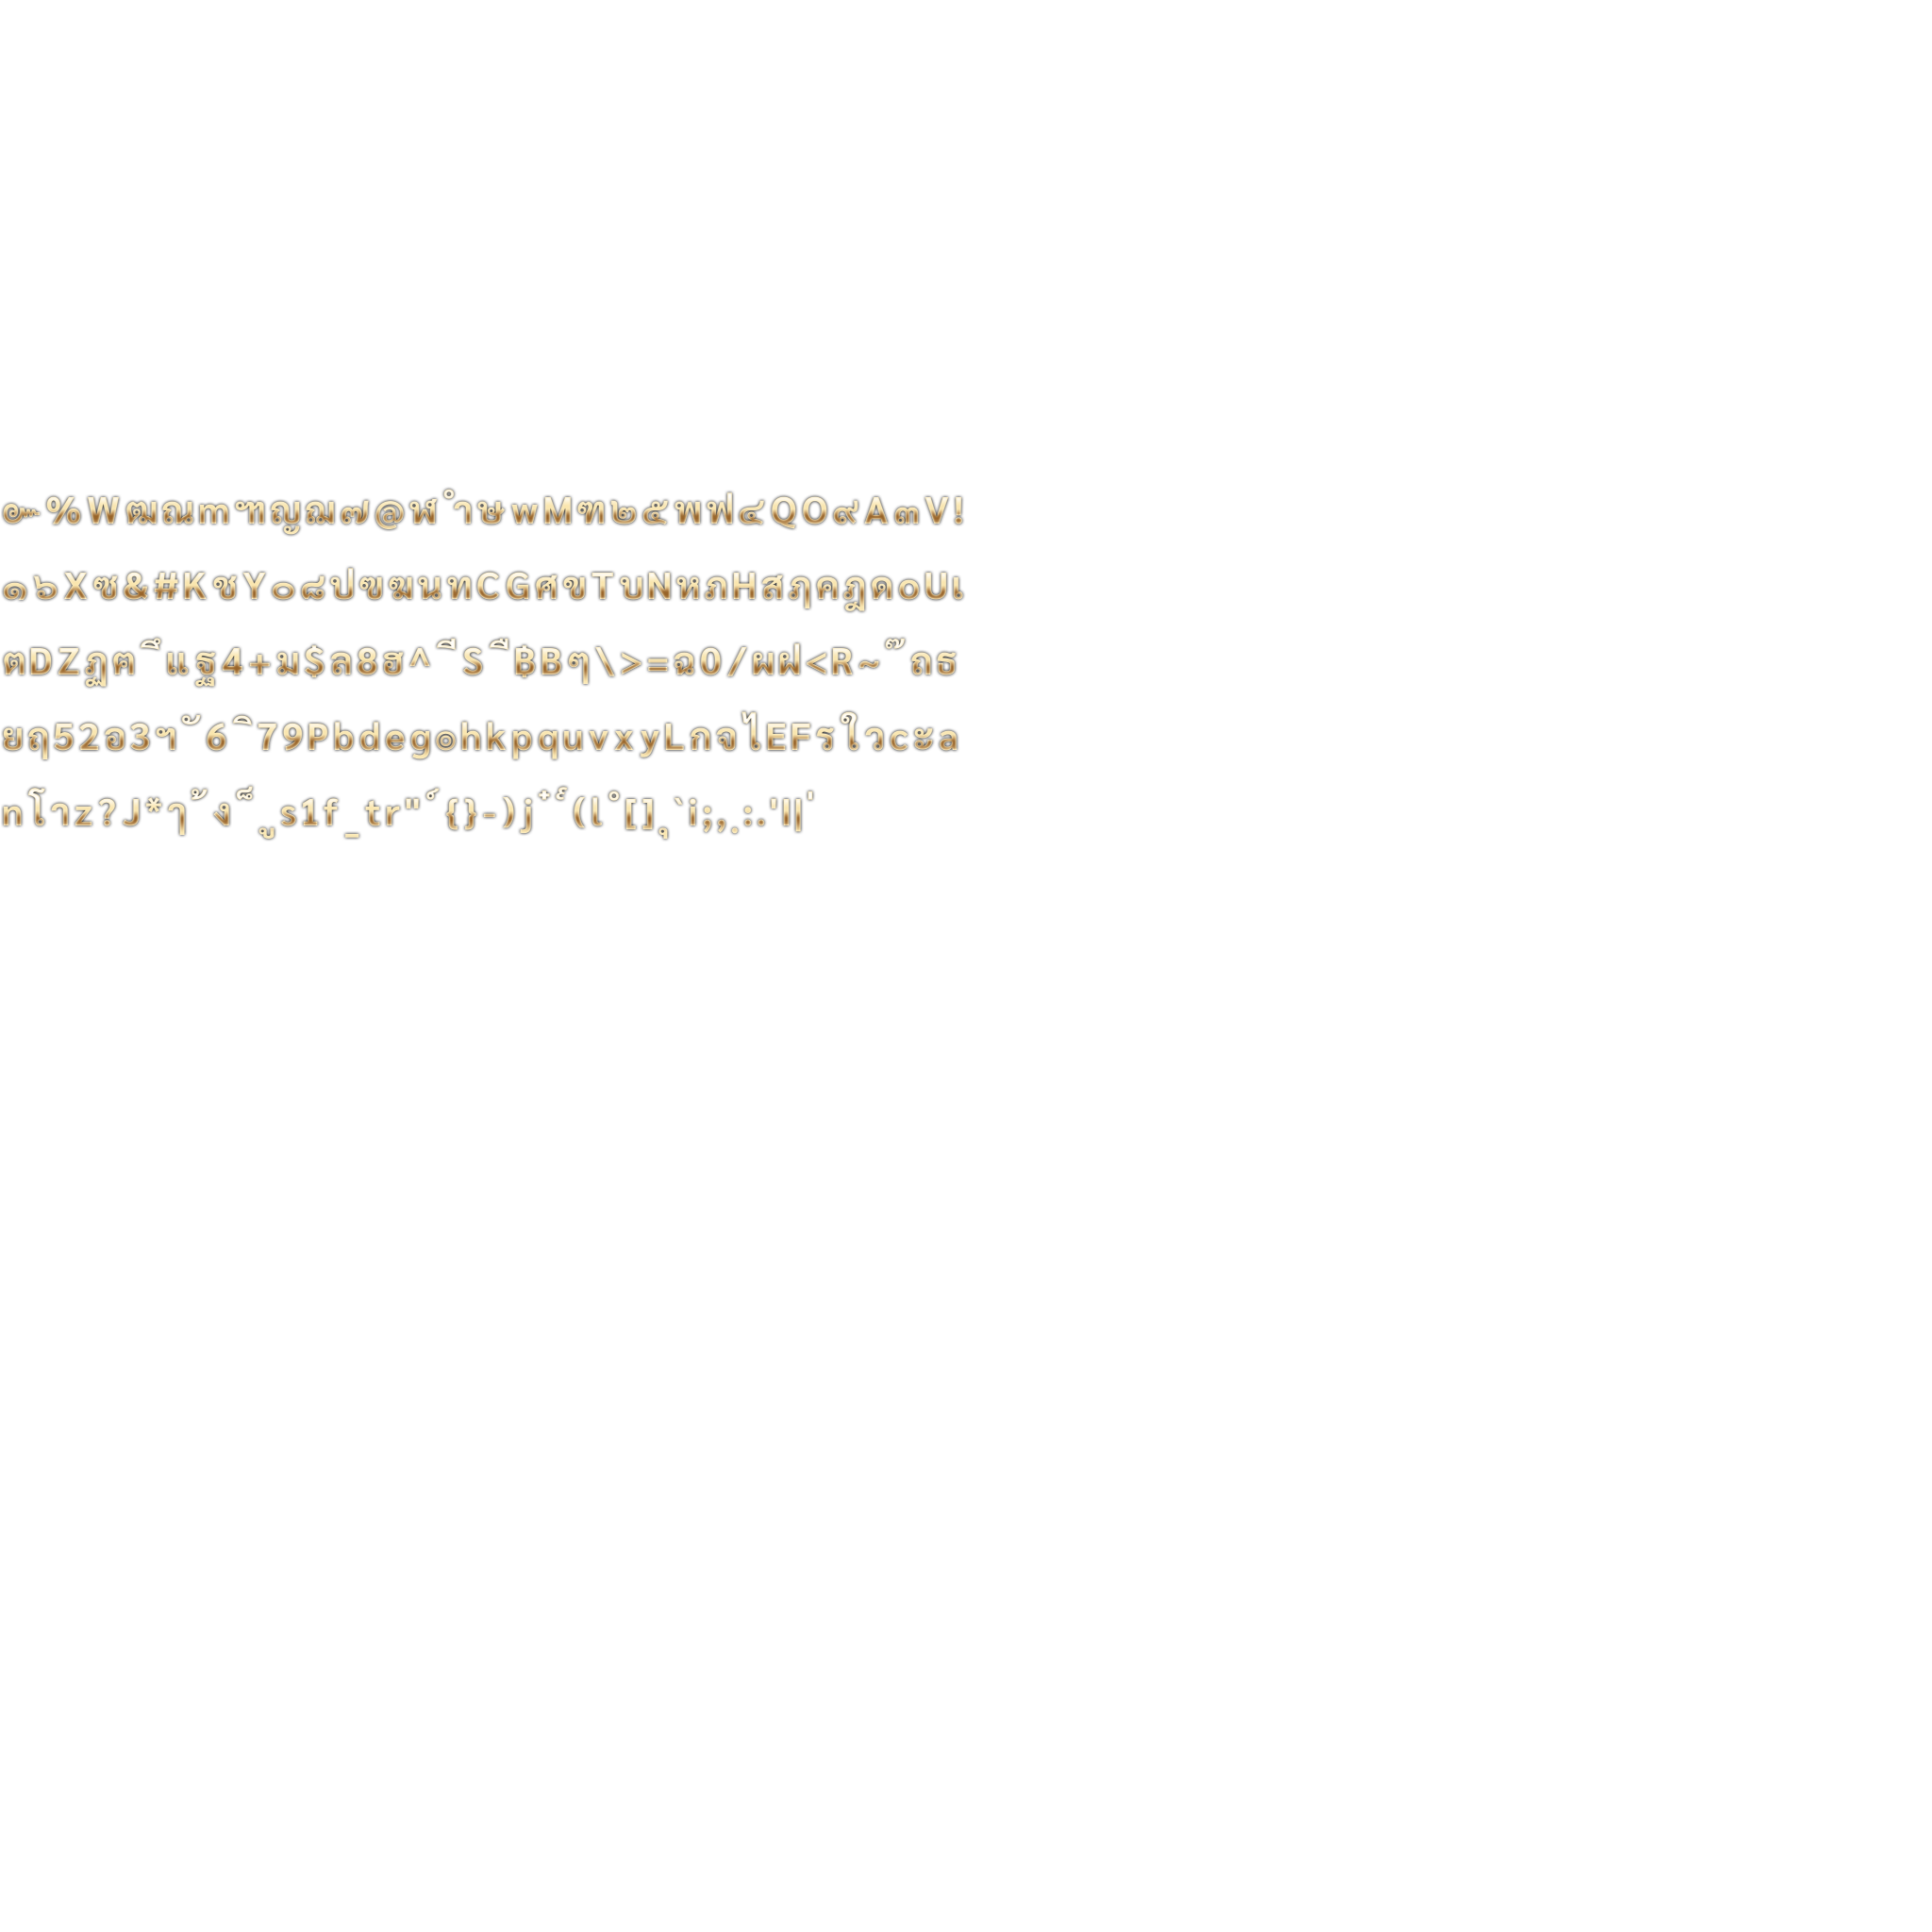 ๛%Wฒณmฑญฌ๗@ฬำษwMฑ๒๕พฟ๔QO๙A๓V!
๑๖Xซ&#KชY๐๘ปฃฆนทCGศขTบNหภHสฦคฎดoUเ
ตDZฏฅืแฐ4+ม$ล8ฮ^ีSึ฿Bๆ\>=ฉ0/ผฝ<R~๊ถธ
ยฤ52อ3ฯั6ิ79Pbdeg๏hkpquvxyLกจไEFรใวcะa
nโาz?J*ๅ้ง็ูs1f_tr"์{}-)j๋๎(lํ[]ุ`i;,ฺ:.'I|่